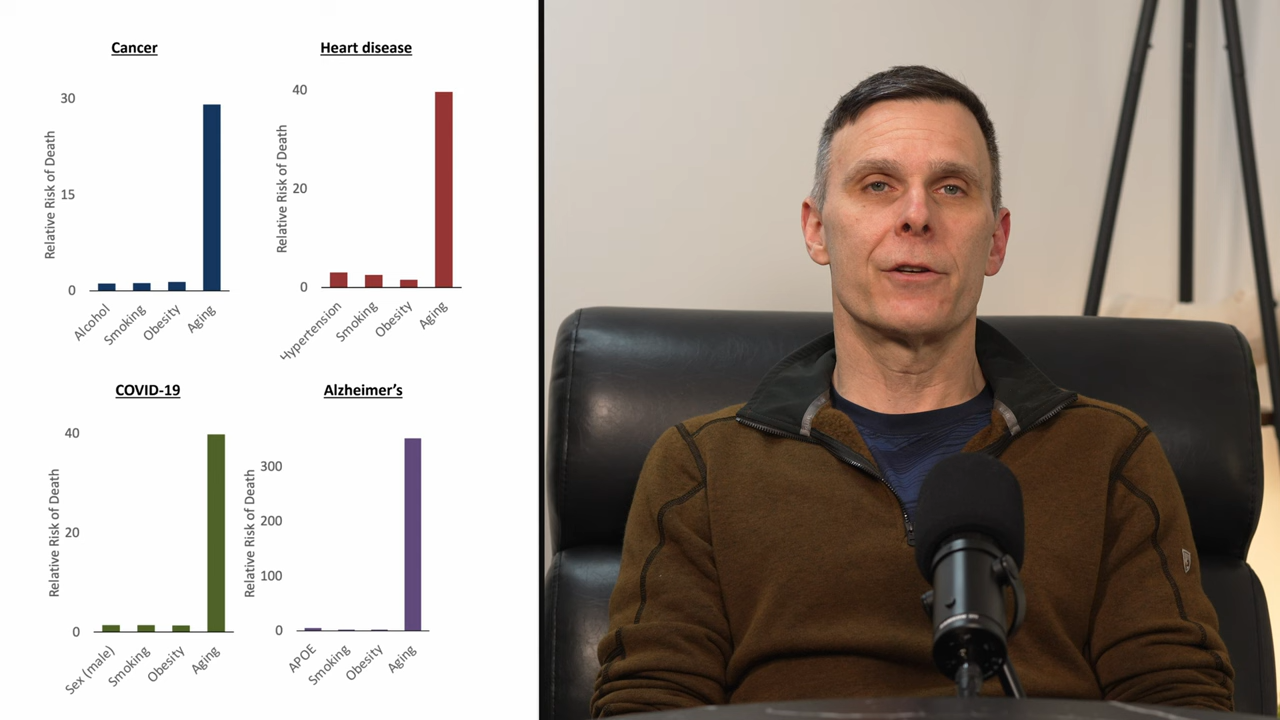 Cancer
30
15
0
Relative Risk of Death
Alcohol
Smoking
Obesity
Aging
Heart disease
40
20
0
Relative Risk of Death
Hypertension
Smoking
Obesity
Aging
COVID-19
40
20
0
Relative Risk of Death
Sex (male)
Smoking
Obesity
Aging
Alzheimer’s
300
200
100
0
Relative Risk of Death
APOE
Smoking
Obesity
Aging